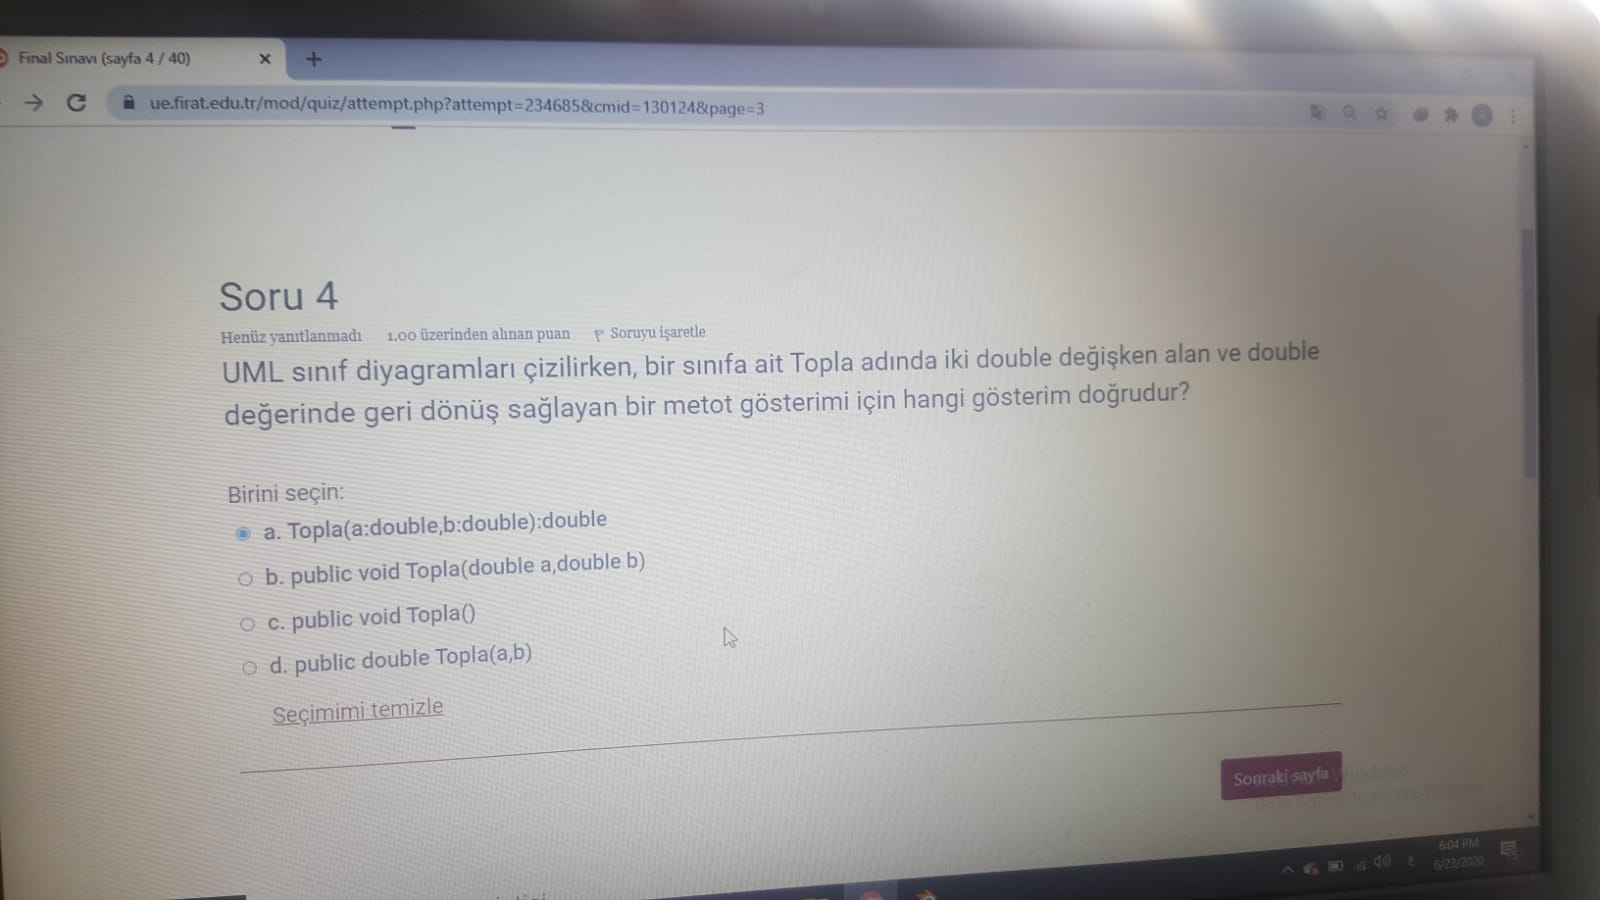 Final Sınavı (sayfa 4 / 40)
ue.firat.edu.tr/mod/quiz/attempt.php?attempt=234685&cmid=130124&page=3
Soru 4
Henüz yanıtlanmadı 1,00 üzerinden alınan puan Soruyu işaretle
UML sınıf diyagramları çizilirken, bir sınıfa ait Topla adında iki double değişken alan ve double
değerinde geri dönüş sağlayan bir metot gösterimi için hangi gösterim doğrudur?
Birini seçin:
a. Topla(a:double,b:double):double
b. public void Topla(double a,double b)
c. public void Topla()
d. public double Topla(a,b)
Seçimimi temizle
Sonraki sayfa
Windows
6:04 PM
6/23/2020